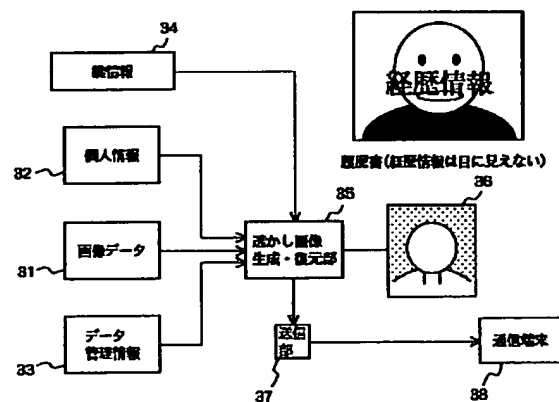 34
鍵情報
経歴情報
個人情報
32
履歴書(経歴情報は目に見えない)
35
36
画像データ
31
透かし画像
生成・復元部
データ
管理情報
33
送信
部
37
通信端末
38